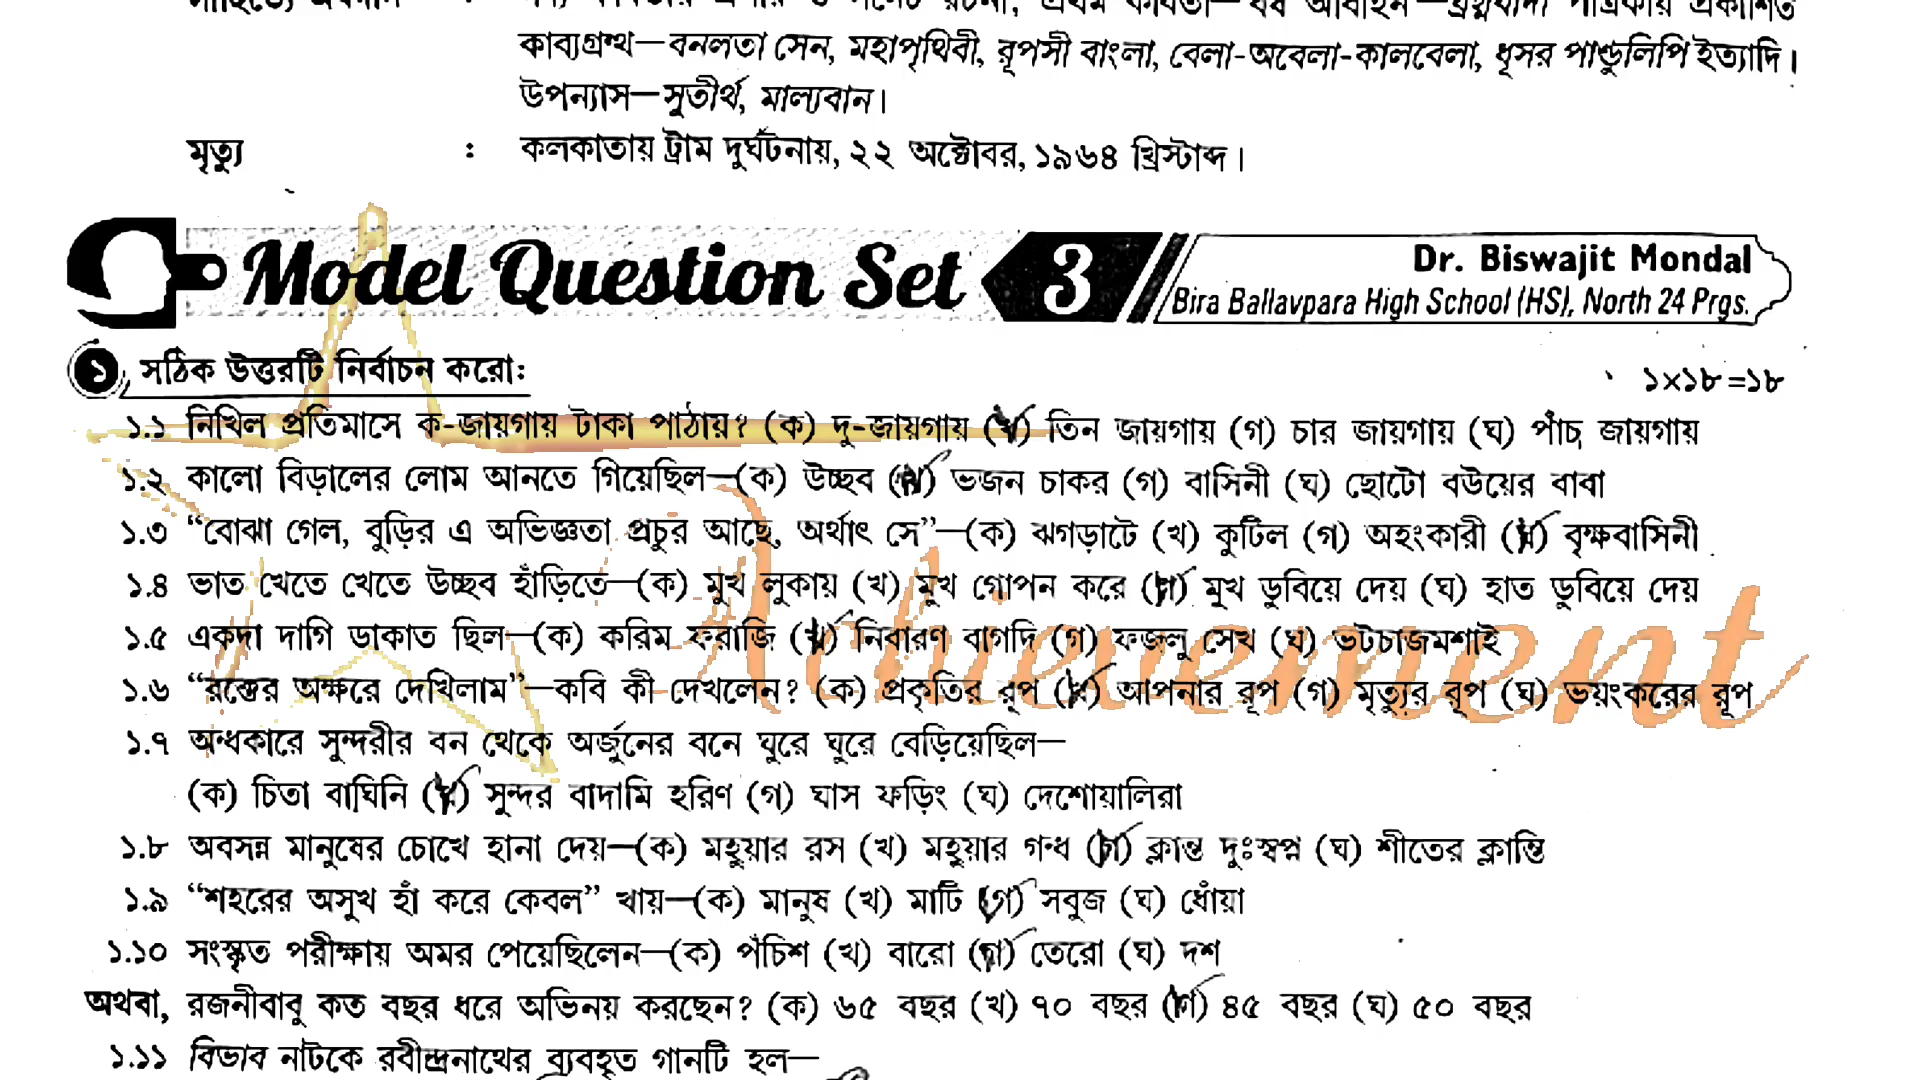 কাব্যগ্রন্থ—বনলতা সেন, মহাপৃথিবী, রূপসী বাংলা, বেলা-অবেলা-কালবেলা, ধূসর পাণ্ডুলিপি ইত্যাদি।
উপন্যাস—সুতীর্থ, মাল্যবান।
মৃত্যু : কলকাতায় ট্রাম দুর্ঘটনায়, ২২ অক্টোবর, ১৯৬৪ খ্রিস্টাব্দ।
Model Question Set 3
Dr. Biswajit Mondal
Bira Ballavpara High School (HS), North 24 Prgs.
১ সঠিক উত্তরটি নির্বাচন করো: ১×১৮=১৮
১.১ নিখিল প্রতিমাসে ক-জায়গায় টাকা পাঠায়? (ক) দু-জায়গায় (খ) তিন জায়গায় (গ) চার জায়গায় (ঘ) পাঁচ জায়গায়
১.২ কালো বিড়ালের লোম আনতে গিয়েছিল—(ক) উচ্ছব (খ) ভজন চাকর (গ) বাসিনী (ঘ) ছোটো বউয়ের বাবা
১.৩ “বোঝা গেল, বুড়ির এ অভিজ্ঞতা প্রচুর আছে, অর্থাৎ সে”—(ক) ঝগড়াটে (খ) কুটিল (গ) অহংকারী (ঘ) বৃক্ষবাসিনী
১.৪ ভাত খেতে খেতে উচ্ছব হাঁড়িতে—(ক) মুখ লুকায় (খ) মুখ গোপন করে (গ) মুখ ডুবিয়ে দেয় (ঘ) হাত ডুবিয়ে দেয়
১.৫ একদা দাগি ডাকাত ছিল—(ক) করিম ফরাজি (খ) নিবারণ বাগদি (গ) ফজলু সেখ (ঘ) ভটচাজমশাই
১.৬ “রক্তের অক্ষরে দেখিলাম”—কবি কী দেখলেন? (ক) প্রকৃতির রূপ (খ) আপনার রূপ (গ) মৃত্যুর রূপ (ঘ) ভয়ংকরের রূপ
১.৭ অন্ধকারে সুন্দরীর বন থেকে অর্জুনের বনে ঘুরে ঘুরে বেড়িয়েছিল—
(ক) চিতা বাঘিনি (খ) সুন্দর বাদামি হরিণ (গ) ঘাস ফড়িং (ঘ) দেশোয়ালিরা
১.৮ অবসন্ন মানুষের চোখে হানা দেয়—(ক) মহুয়ার রস (খ) মহুয়ার গন্ধ (গ) ক্লান্ত দুঃস্বপ্ন (ঘ) শীতের ক্লান্তি
১.৯ “শহরের অসুখ হাঁ করে কেবল” খায়—(ক) মানুষ (খ) মাটি (গ) সবুজ (ঘ) ধোঁয়া
১.১০ সংস্কৃত পরীক্ষায় অমর পেয়েছিলেন—(ক) পঁচিশ (খ) বারো (গ) তেরো (ঘ) দশ
অথবা, রজনীবাবু কত বছর ধরে অভিনয় করছেন? (ক) ৬৫ বছর (খ) ৭০ বছর (গ) ৪৫ বছর (ঘ) ৫০ বছর
১.১১ বিভাব নাটকে রবীন্দ্রনাথের ব্যবহৃত গানটি হল—
Achievement